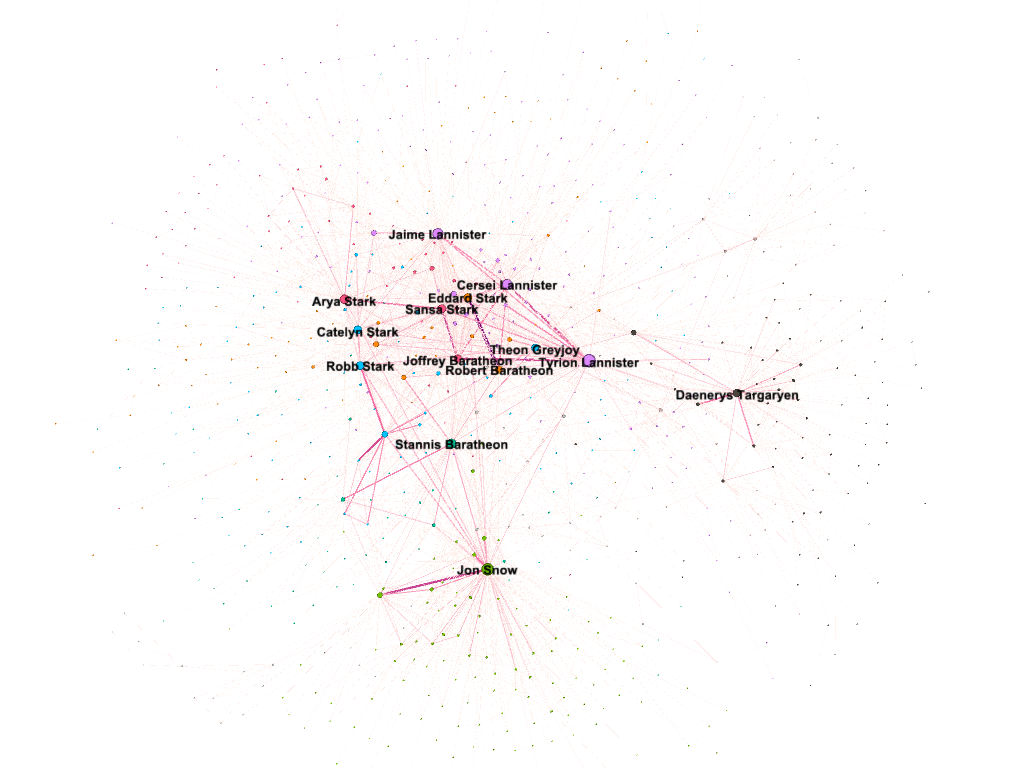 Jaime Lannister
Cersei Lannister
Eddard Stark
Arya Stark
Sansa Stark
Catelyn Stark
Theon Greyjoy
Joffrey Baratheon
Tyrion Lannister
Robb Stark
Robert Baratheon
Daenerys Targaryen
Stannis Baratheon
Jon Snow